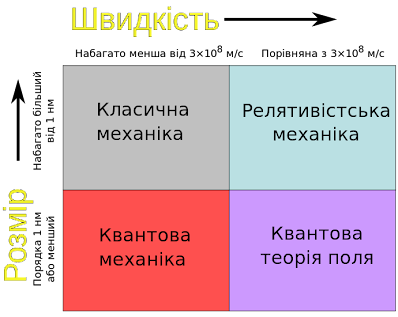 Швидкість
Набагато менша від 3×10⁸ м/с
Порівняна з 3×10⁸ м/с
Розмір
Набагато більший
від 1 нм
Класична
механіка
Релятивістська
механіка
Порядка 1 нм
або менший
Квантова
механіка
Квантова
теорія поля